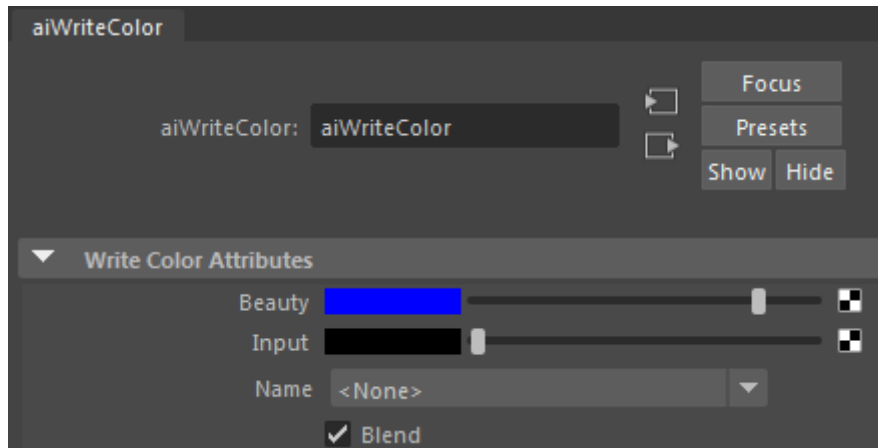 aiWriteColor
aiWriteColor: aiWriteColor
Focus
Presets
Show Hide
Write Color Attributes
Beauty
Input
Name <None>
Blend